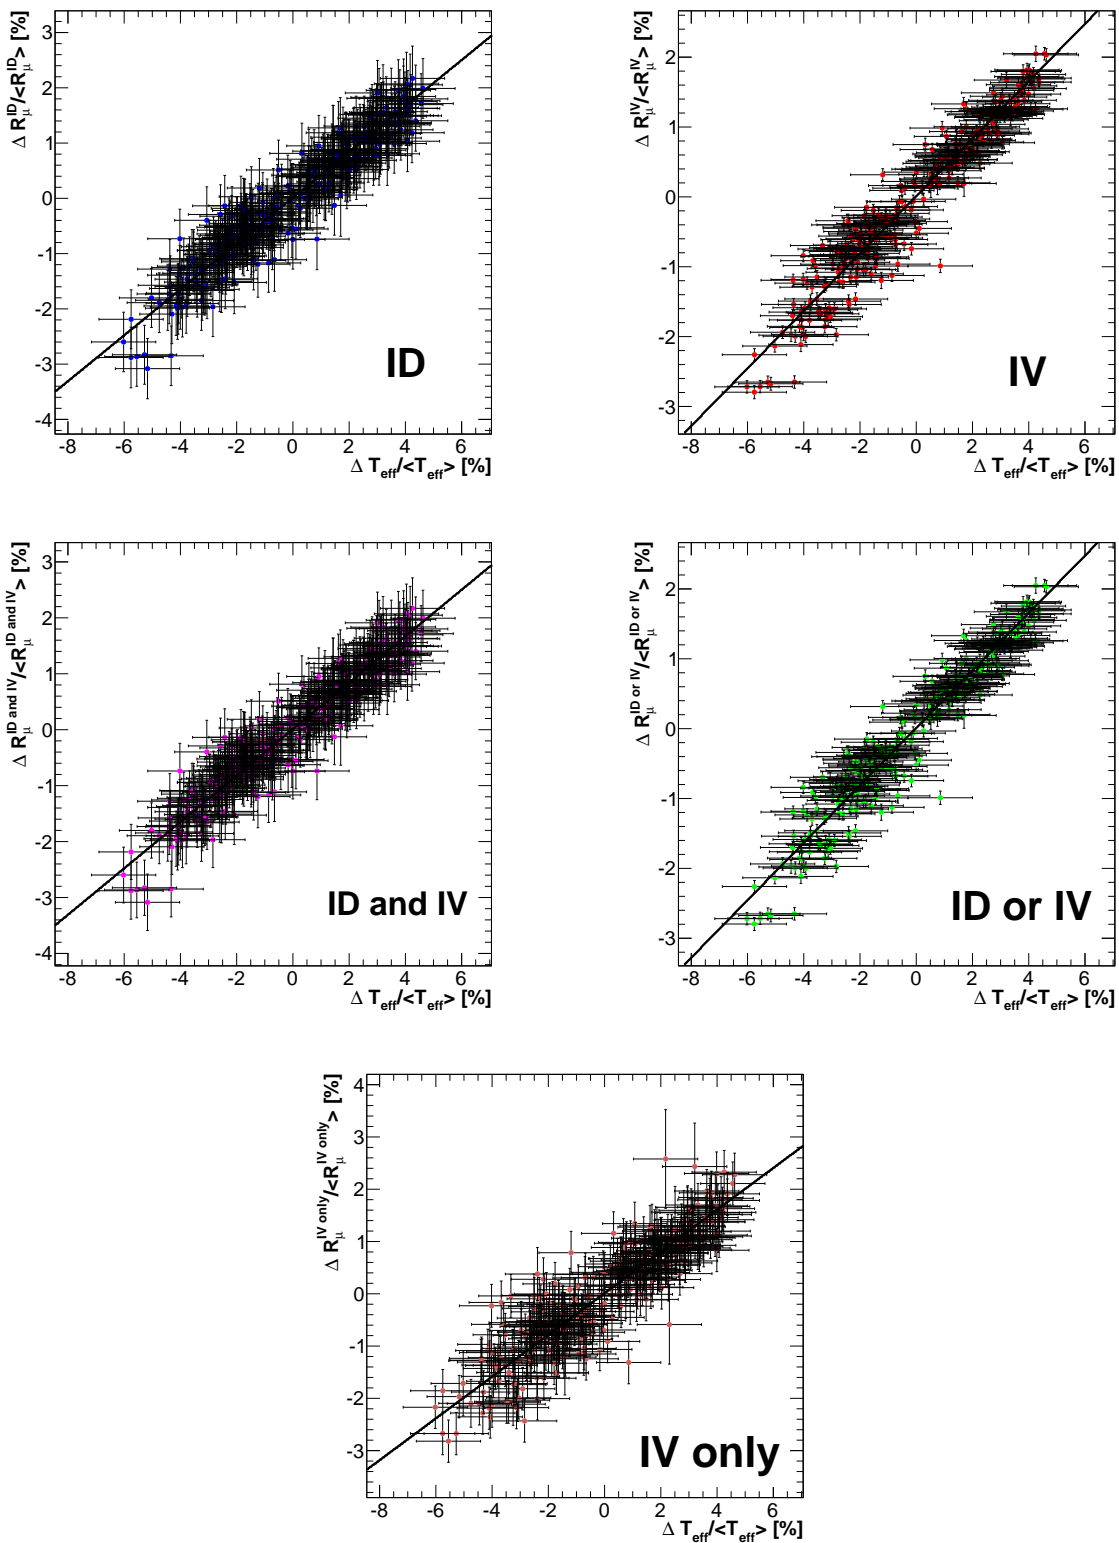 Δ R_μ^ID/<R_μ^ID> [%]
3
2
1
0
-1
-2
-3
-4
ID
-8 -6 -4 -2 0 2 4 6
Δ T_eff/<T_eff> [%]
Δ R_μ^IV/<R_μ^IV> [%]
2
1
0
-1
-2
-3
IV
-8 -6 -4 -2 0 2 4 6
Δ T_eff/<T_eff> [%]
Δ R_μ^ID and IV/<R_μ^ID and IV> [%]
3
2
1
0
-1
-2
-3
-4
ID and IV
-8 -6 -4 -2 0 2 4 6
Δ T_eff/<T_eff> [%]
Δ R_μ^ID or IV/<R_μ^ID or IV> [%]
2
1
0
-1
-2
-3
ID or IV
-8 -6 -4 -2 0 2 4 6
Δ T_eff/<T_eff> [%]
Δ R_μ^IV only/<R_μ^IV only> [%]
4
3
2
1
0
-1
-2
-3
IV only
-8 -6 -4 -2 0 2 4 6
Δ T_eff/<T_eff> [%]